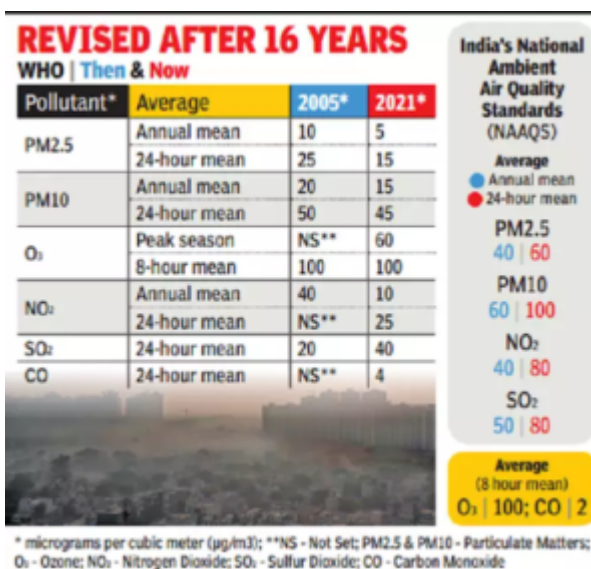 REVISED AFTER 16 YEARS
WHO | Then & Now
Pollutant* Average 2005* 2021*
PM2.5
Annual mean 10 5
24-hour mean 25 15
PM10
Annual mean 20 15
24-hour mean 50 45
O₃
Peak season NS** 60
8-hour mean 100 100
NO₂
Annual mean 40 10
24-hour mean NS** 25
SO₂ 24-hour mean 20 40
CO 24-hour mean NS** 4
India's National
Ambient
Air Quality
Standards
(NAAQS)
Average
Annual mean
24-hour mean
PM2.5
40 | 60
PM10
60 | 100
NO₂
40 | 80
SO₂
50 | 80
Average
(8 hour mean)
O₃ | 100; CO | 2
* micrograms per cubic meter (µg/m3); **NS - Not Set; PM2.5 & PM10 - Particulate Matters;
O₃ - Ozone; NO₂ - Nitrogen Dioxide; SO₂ - Sulfur Dioxide; CO - Carbon Monoxide